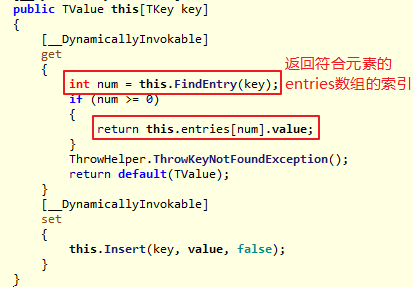 public TValue this[TKey key]
{
    [__DynamicallyInvokable]
    get
    {
        int num = this.FindEntry(key);
        返回符合元素的
        entries数组的索引
        if (num >= 0)
        {
            return this.entries[num].value;
        }
        ThrowHelper.ThrowKeyNotFoundException();
        return default(TValue);
    }
    [__DynamicallyInvokable]
    set
    {
        this.Insert(key, value, false);
    }
}